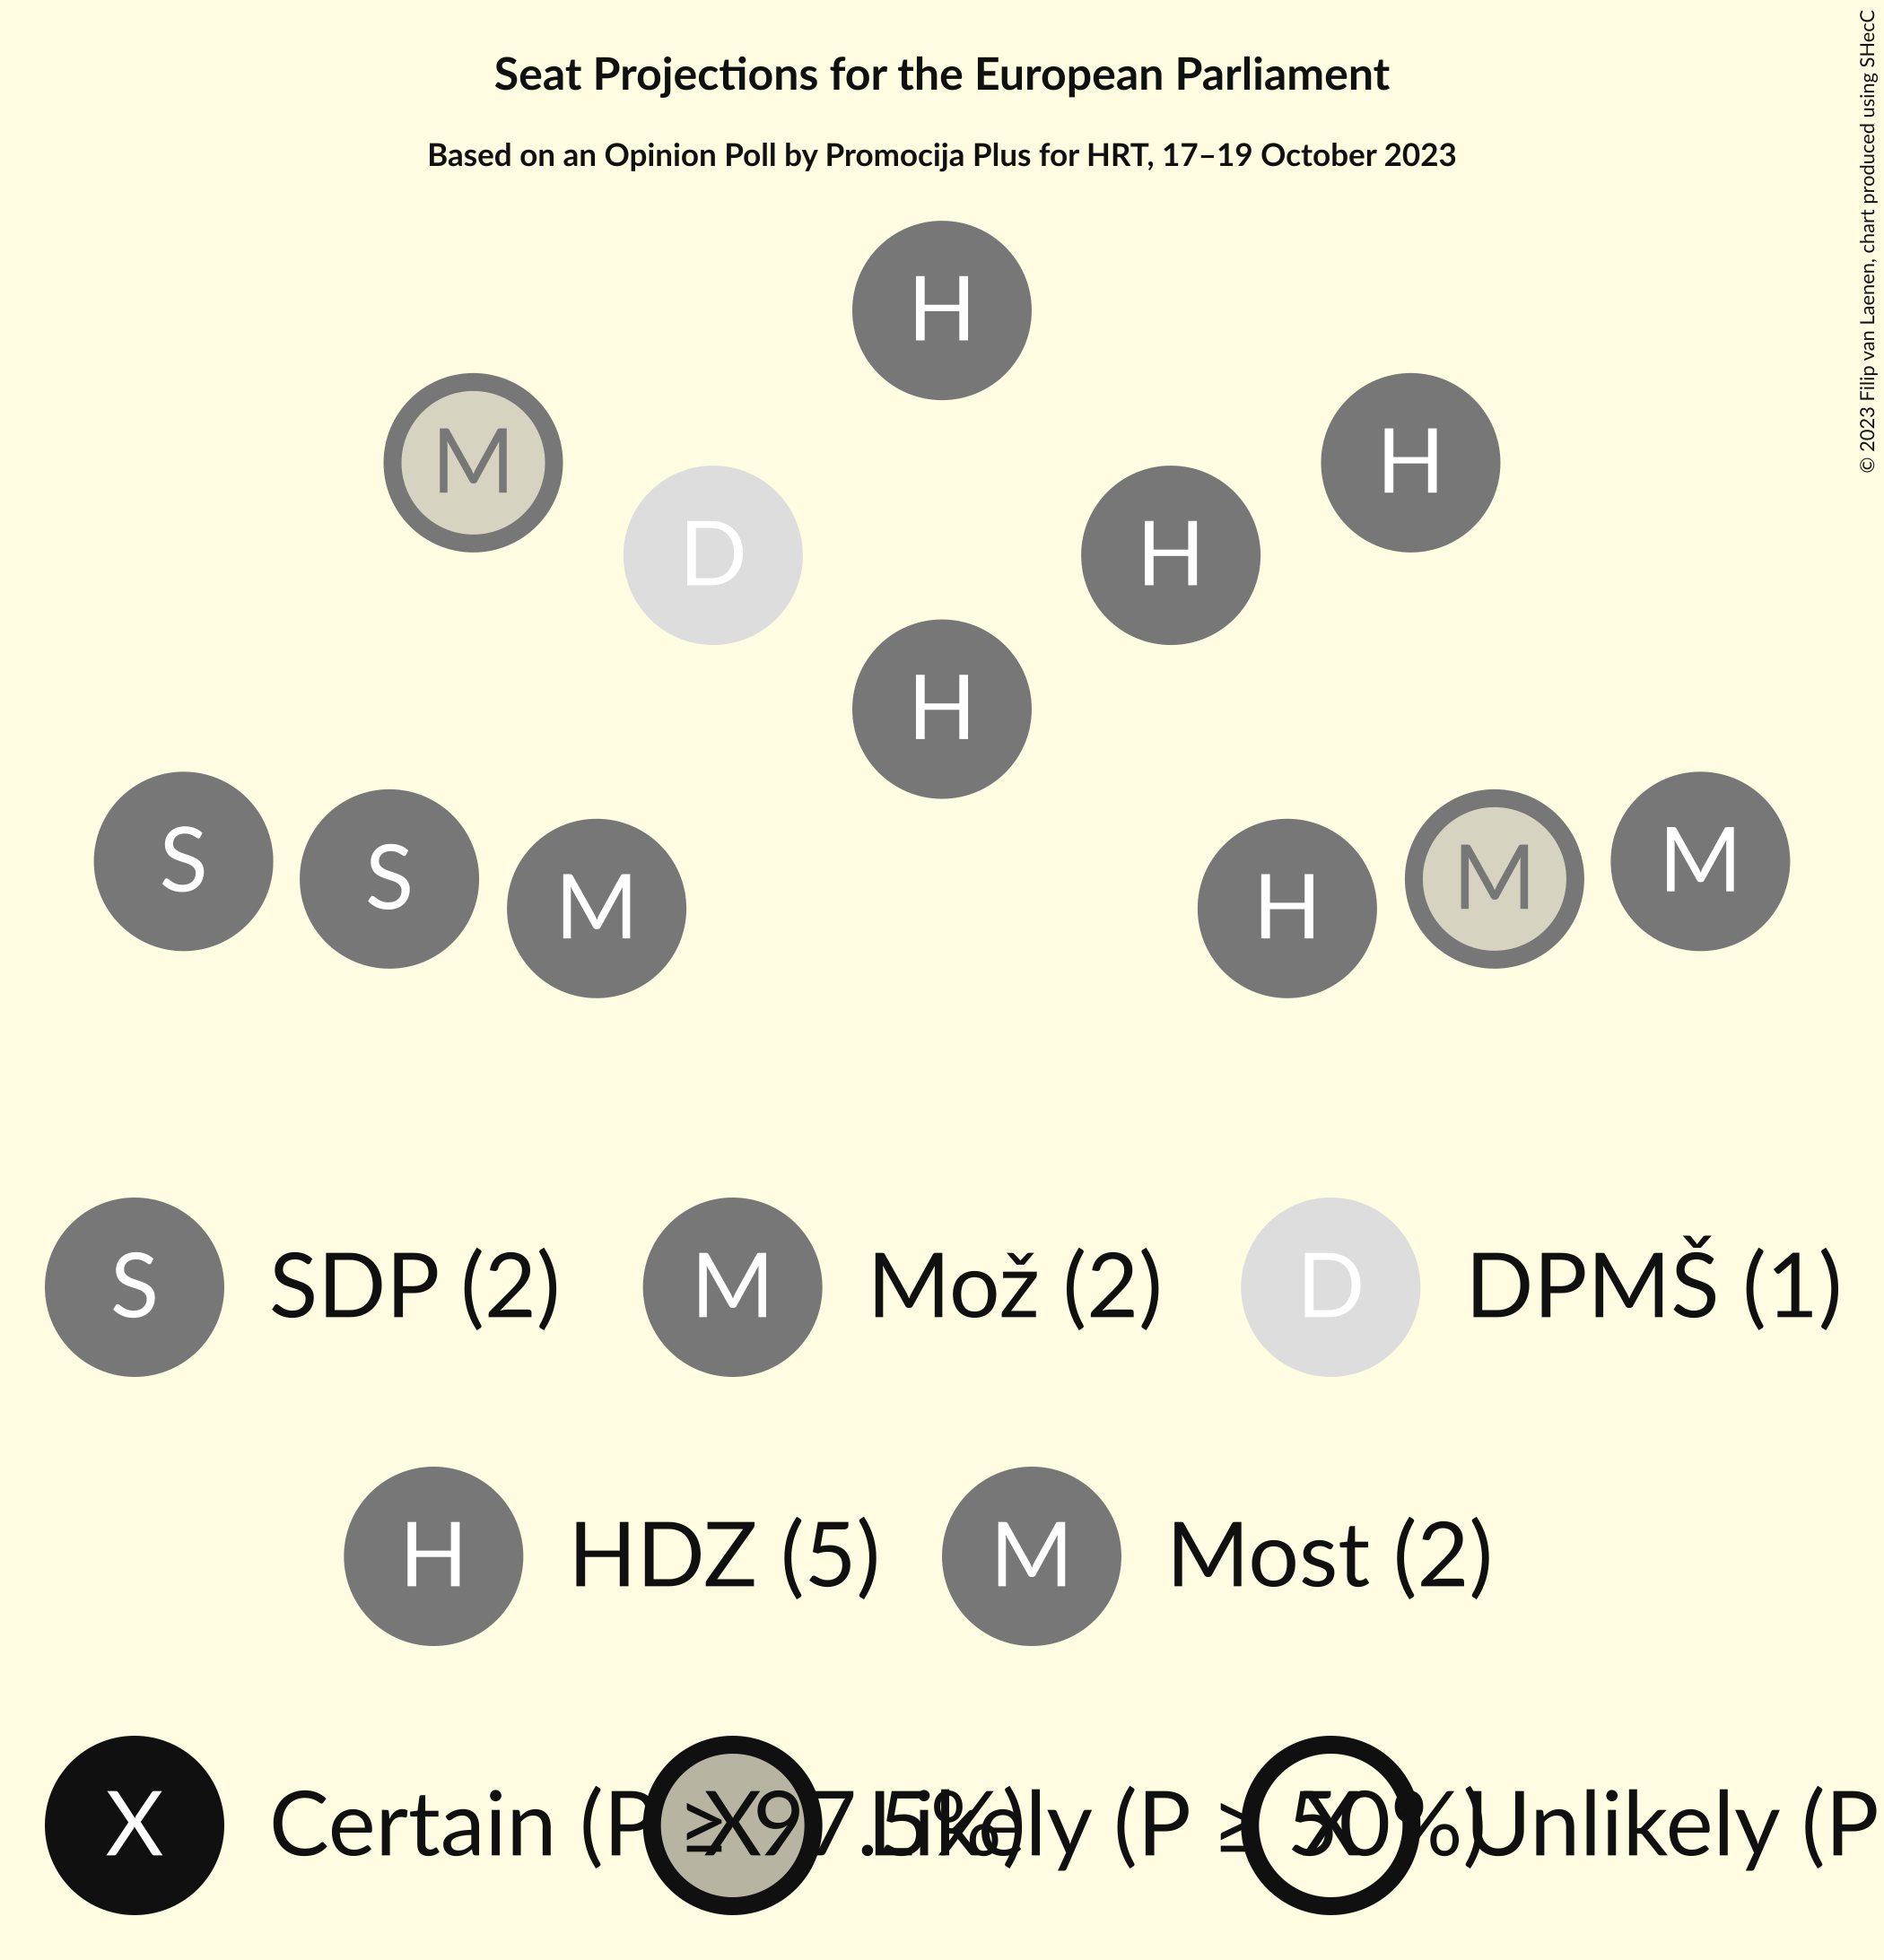 Seat Projections for the European Parliament
Based on an Opinion Poll by Promocija Plus for HRT, 17–19 October 2023
© 2023 Filip van Laenen, chart produced using SHecC
H
M
H
D
H
H
S
S
M
H
M
M
S SDP (2) M Mož (2) D DPMŠ (1)
H HDZ (5) M Most (2)
X Certain (P ≥ 97.5%) X Likely (P ≥ 50%) X Unlikely (P